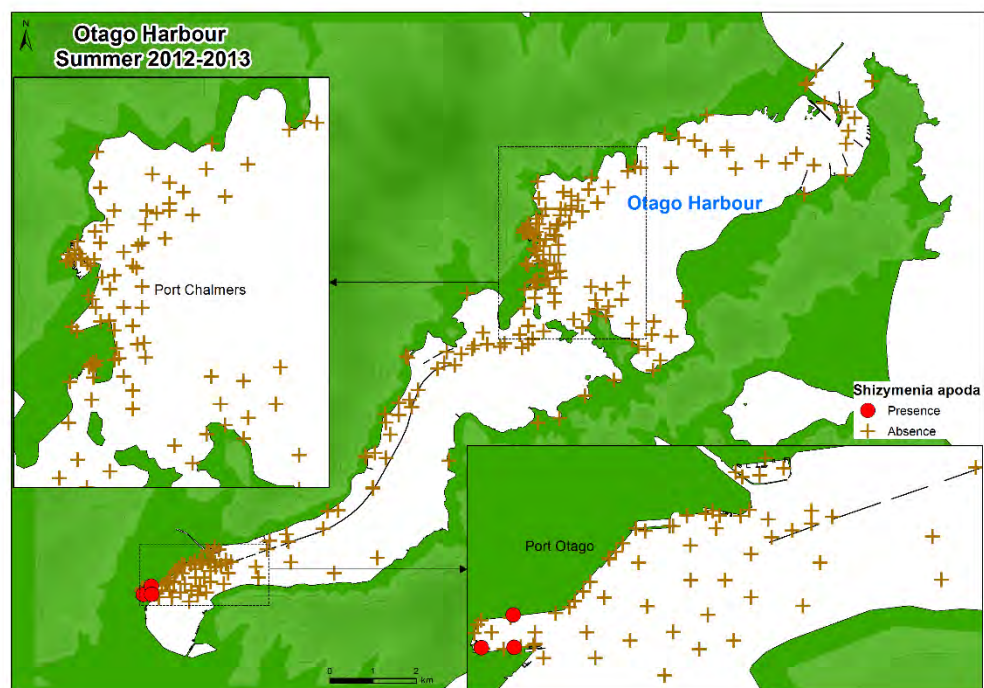 N
Otago Harbour
Summer 2012-2013
Otago Harbour
Port Chalmers
Shizymenia apoda
Presence
Absence
Port Otago
0 1 2
km